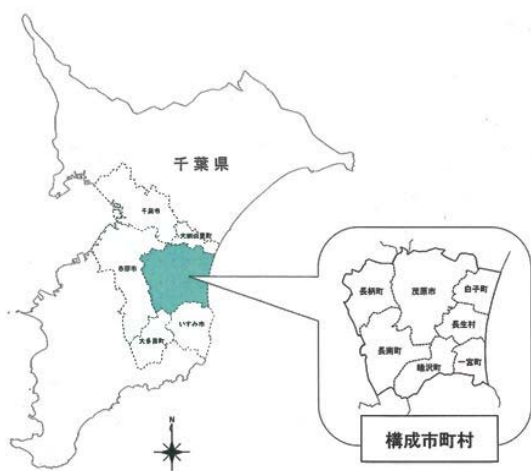 千葉県
千葉市
大網白里町
市原市
いすみ市
大多喜町
N
長柄町
茂原市
白子町
長生村
長南町
睦沢町
一宮町
構成市町村